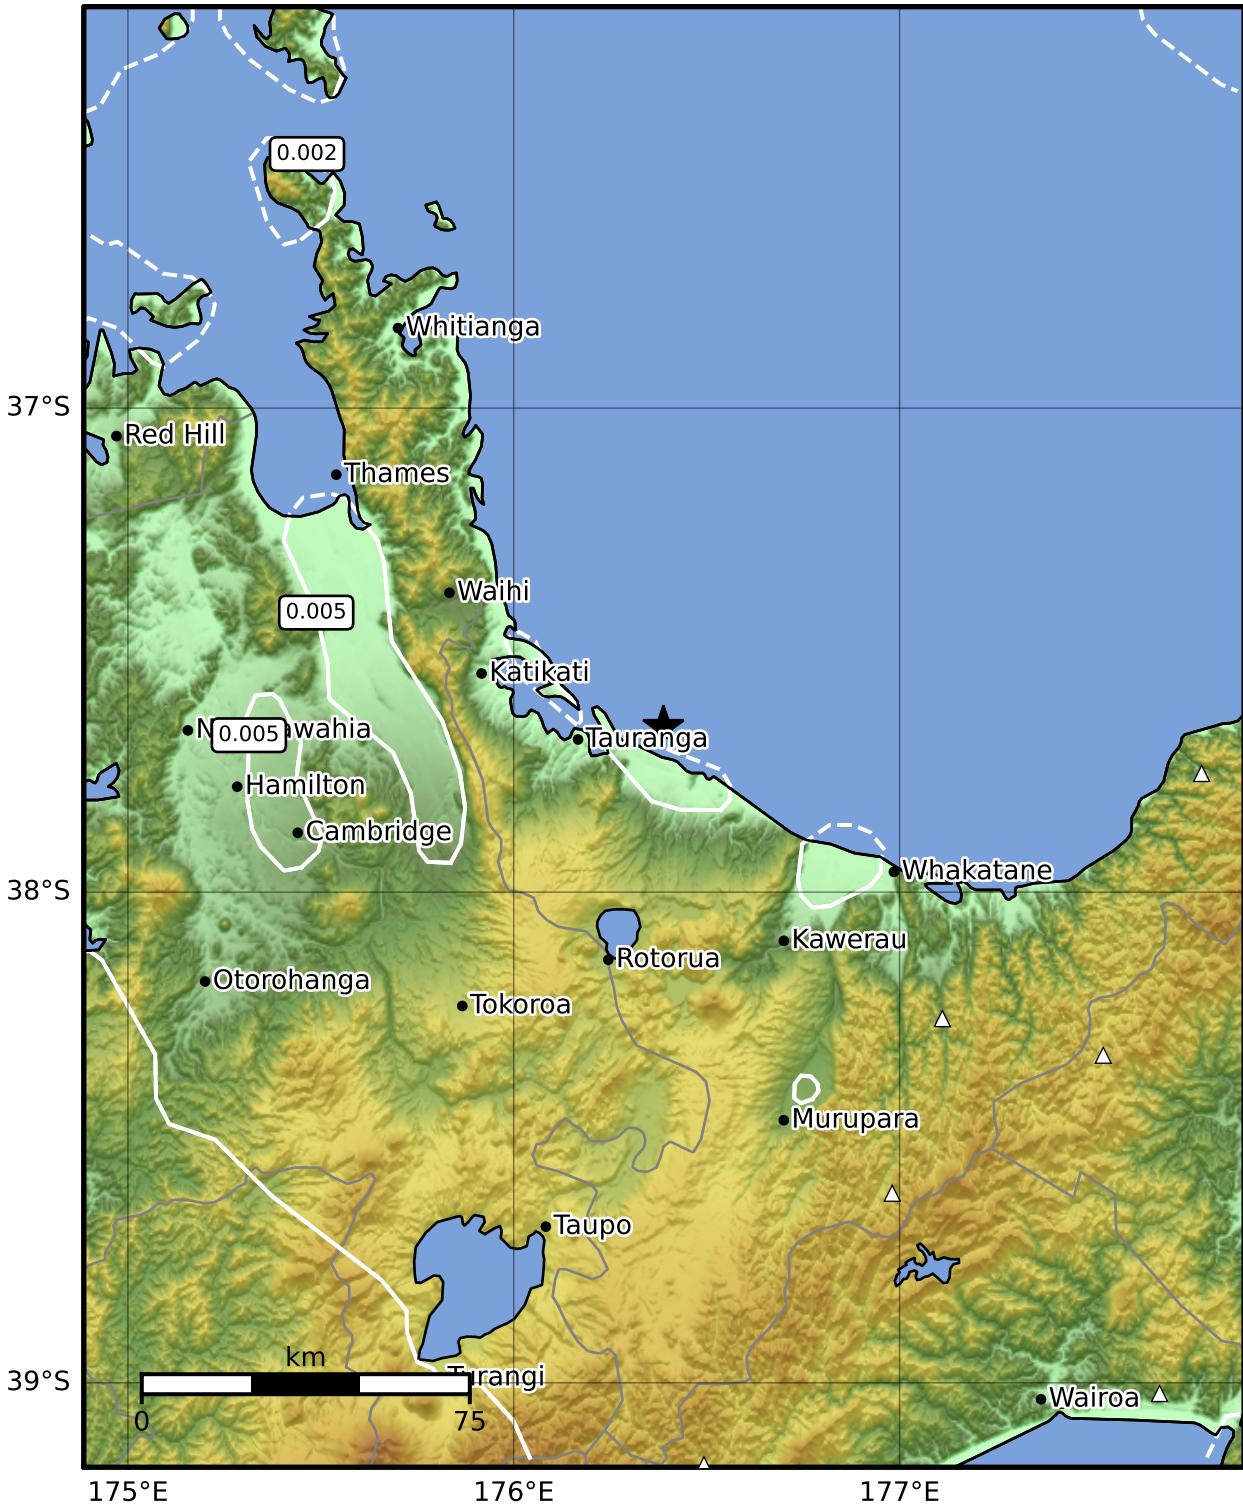 0.002
Whitianga
37°S
Red Hill
Thames
Waihi
0.005
Katikati
0.005
Tauranga
Hamilton
Cambridge
Whakatane
38°S
Kawerau
Rotorua
Otorohanga
Tokoroa
Murupara
Taupo
km
Turangi
39°S
Wairoa
0
75
175°E
176°E
177°E